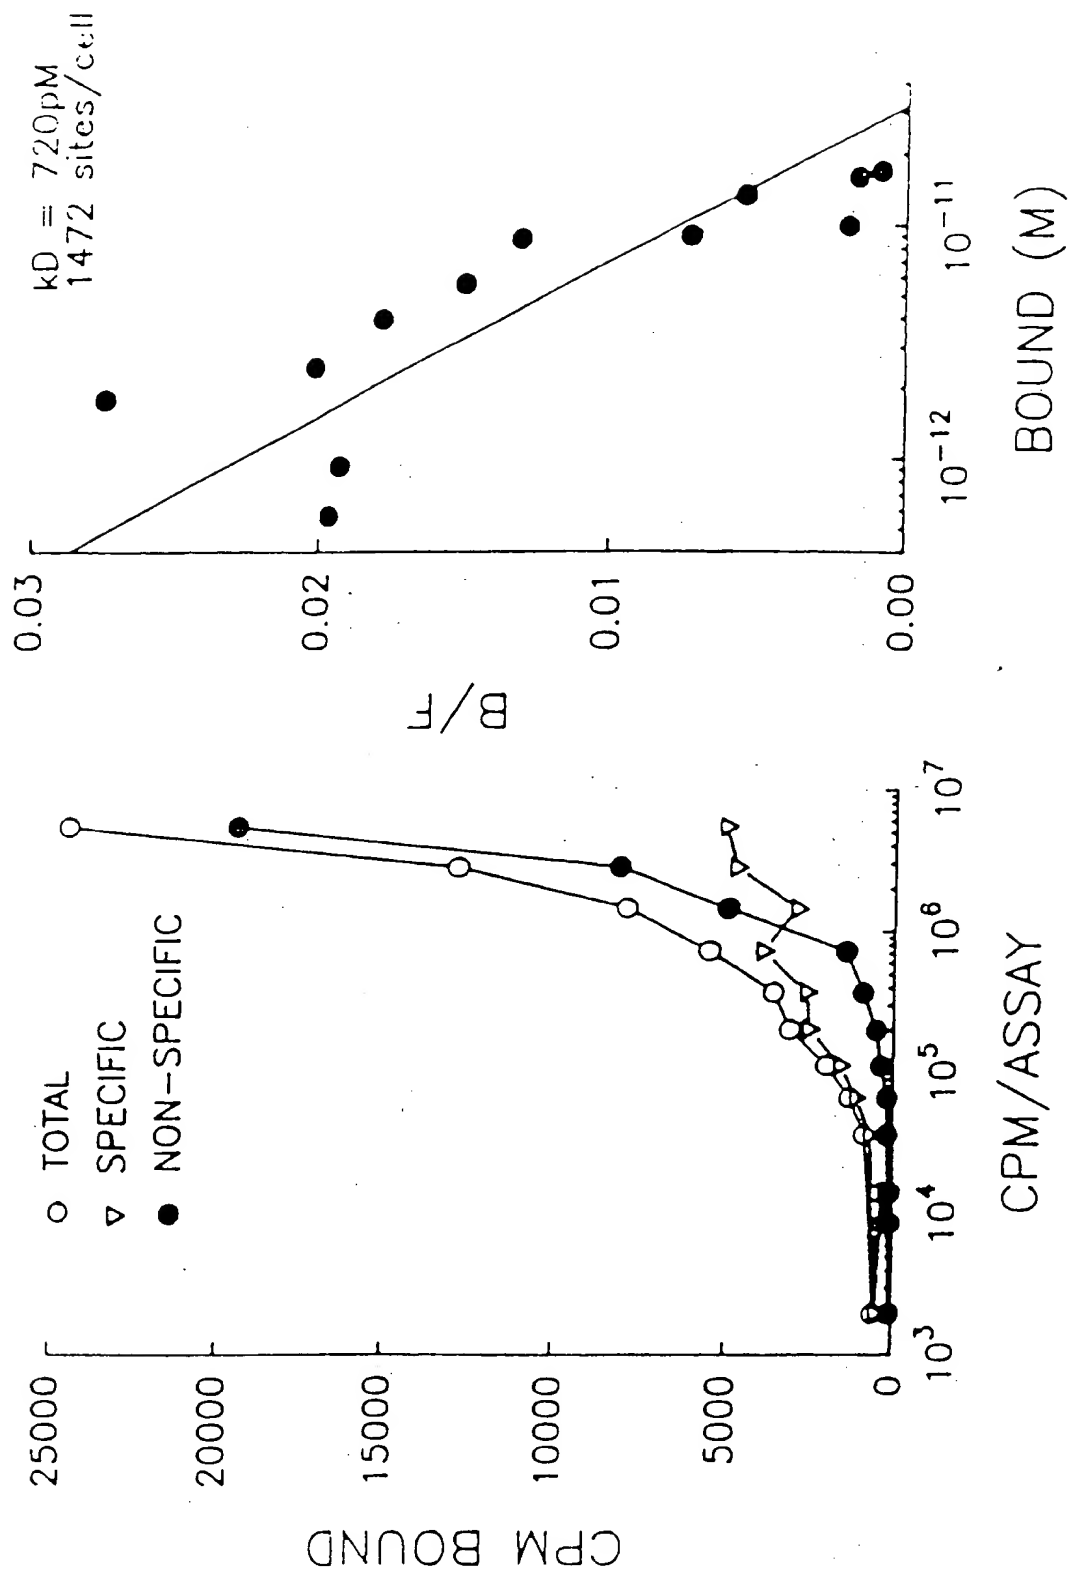 CPM BOUND
25000
20000
15000
10000
5000
0
○ TOTAL
▽ SPECIFIC
● NON-SPECIFIC
10³
10⁴
10⁵
10⁶
10⁷
CPM/ASSAY
kD = 720pM
1472 sites/cell
B/F
0.03
0.02
0.01
0.00
10⁻¹²
10⁻¹¹
BOUND (M)